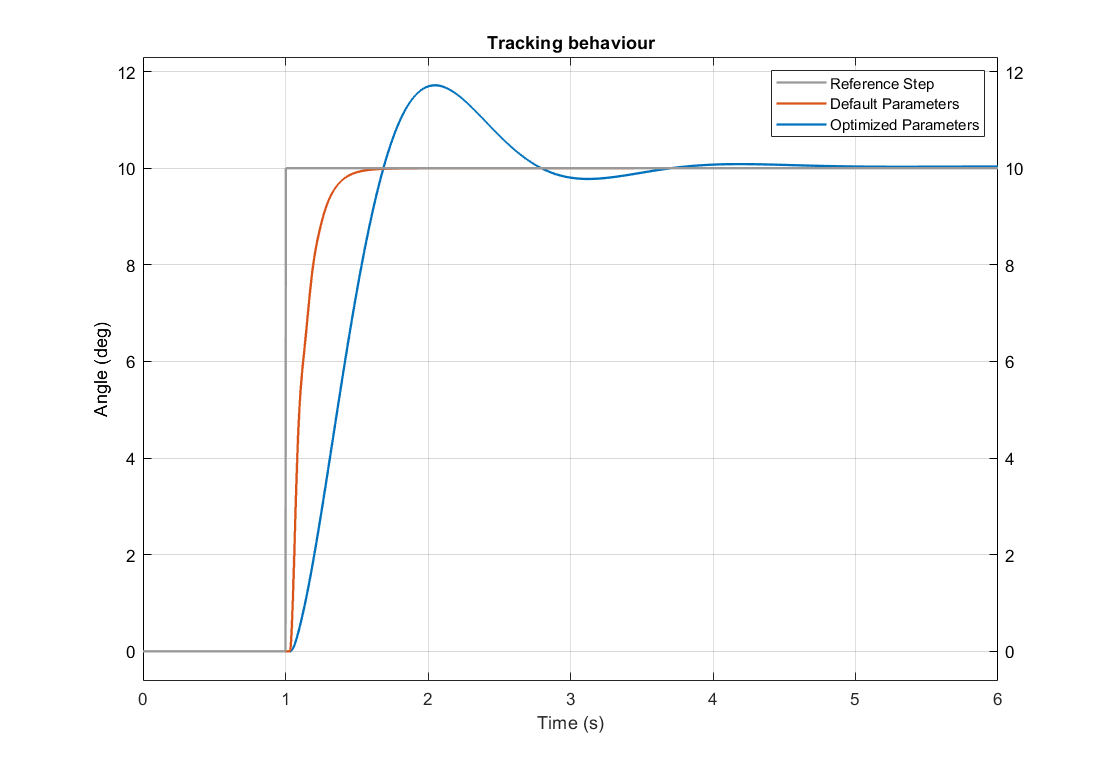 Tracking behaviour
Reference Step
Default Parameters
Optimized Parameters
12 12
10 10
8 8
6 6
4 4
2 2
0 0
Angle (deg)
0 1 2 3 4 5 6
Time (s)